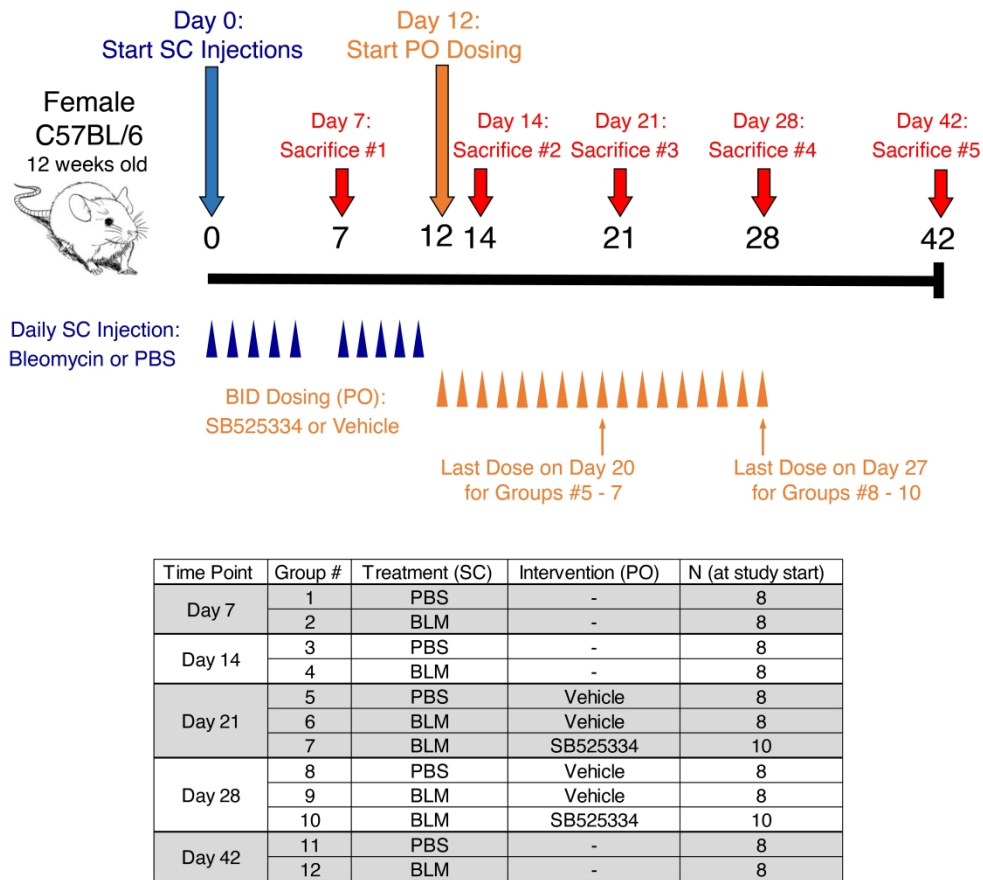 Day 0:
Start SC Injections
Day 12:
Start PO Dosing
Female
C57BL/6
12 weeks old
Day 7:
Sacrifice #1
Day 14:
Sacrifice #2
Day 21:
Sacrifice #3
Day 28:
Sacrifice #4
Day 42:
Sacrifice #5
0 7 12 14 21 28 42
Daily SC Injection:
Bleomycin or PBS
BID Dosing (PO):
SB525334 or Vehicle
Last Dose on Day 20
for Groups #5 - 7
Last Dose on Day 27
for Groups #8 - 10
Time Point Group # Treatment (SC) Intervention (PO) N (at study start)
Day 7
1 PBS - 8
2 BLM - 8
Day 14
3 PBS - 8
4 BLM - 8
Day 21
5 PBS Vehicle 8
6 BLM Vehicle 8
7 BLM SB525334 10
Day 28
8 PBS Vehicle 8
9 BLM Vehicle 8
10 BLM SB525334 10
Day 42
11 PBS - 8
12 BLM - 8